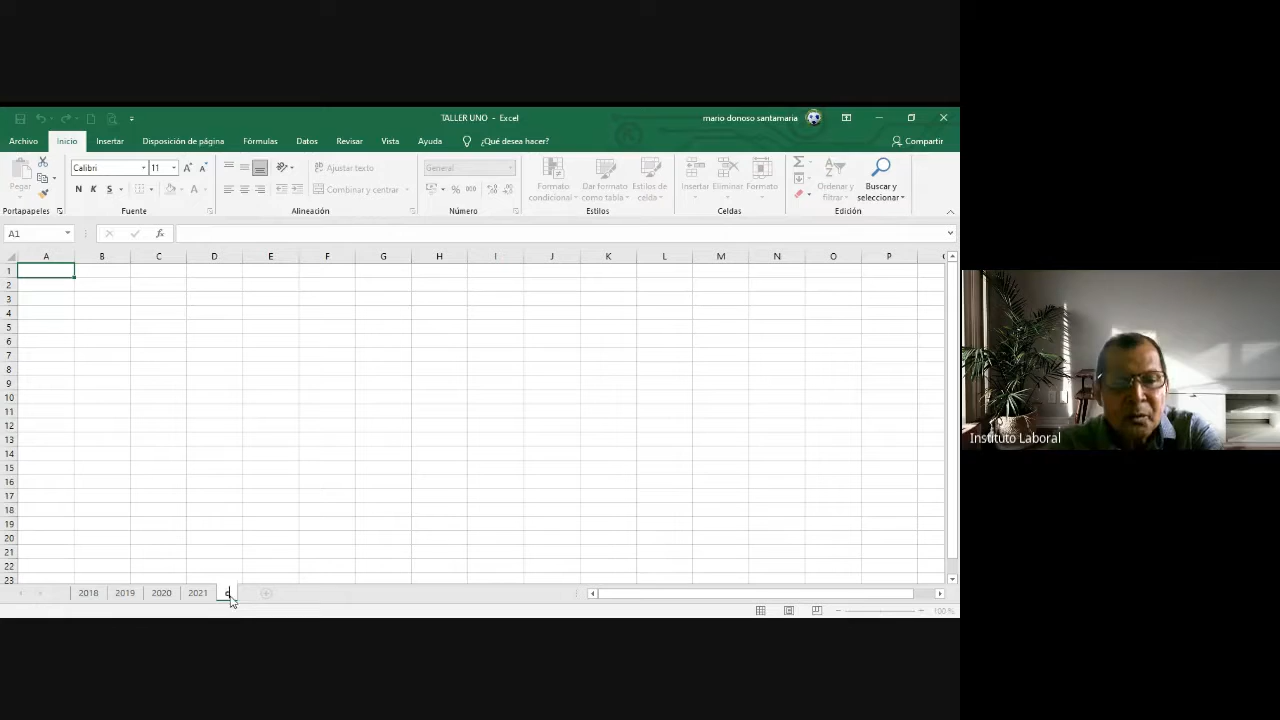 TALLER UNO - Excel
mario donoso santamaria
Archivo Inicio Insertar Disposición de página Fórmulas Datos Revisar Vista Ayuda ¿Qué desea hacer? Compartir
Pegar
Calibri 11
N K S
Ajustar texto
Combinar y centrar
General
% 000
Formato condicional
Dar formato como tabla
Estilos de celda
Insertar Eliminar Formato
Ordenar y filtrar
Buscar y seleccionar
Portapapeles Fuente Alineación Número Estilos Celdas Edición
A1 fx
A B C D E F G H I J K L M N O P
1
2
3
4
5
6
7
8
9
10
11
12
13
14
15
16
17
18
19
20
21
22
23
2018 2019 2020 2021
100 %
Instituto Laboral